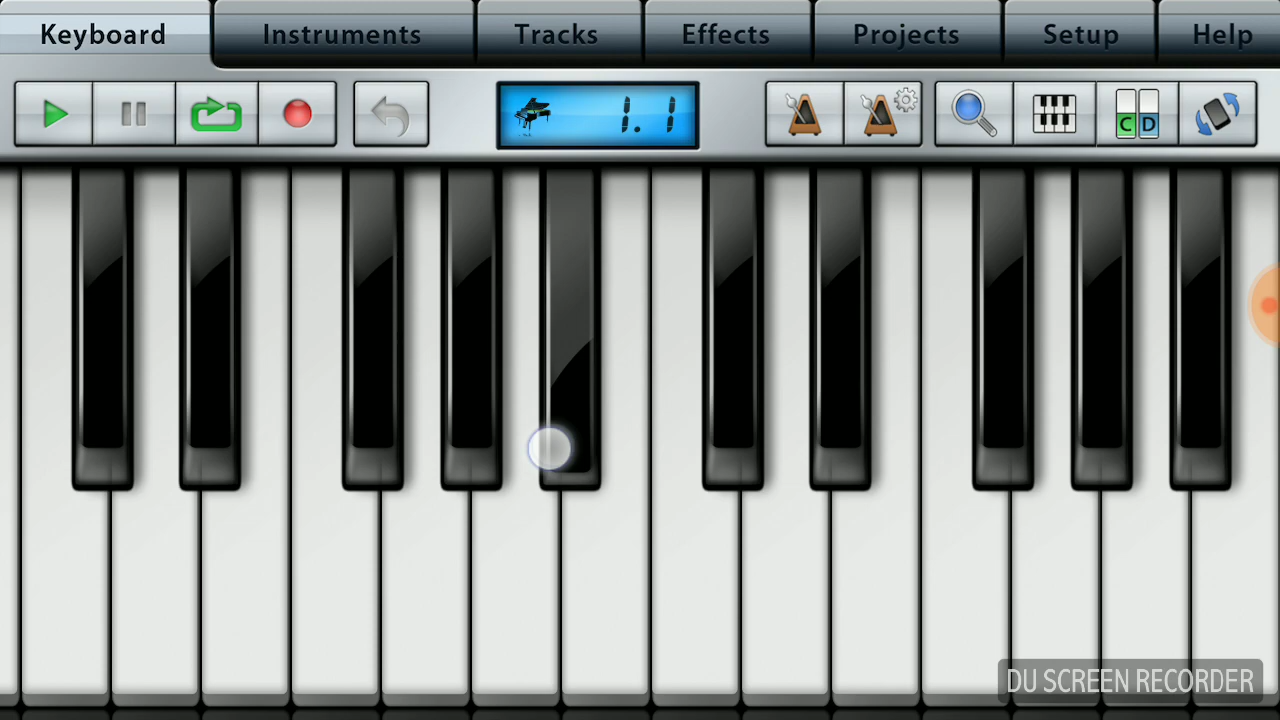 Keyboard Instruments Tracks Effects Projects Setup Help
1.1
C D
DU SCREEN RECORDER